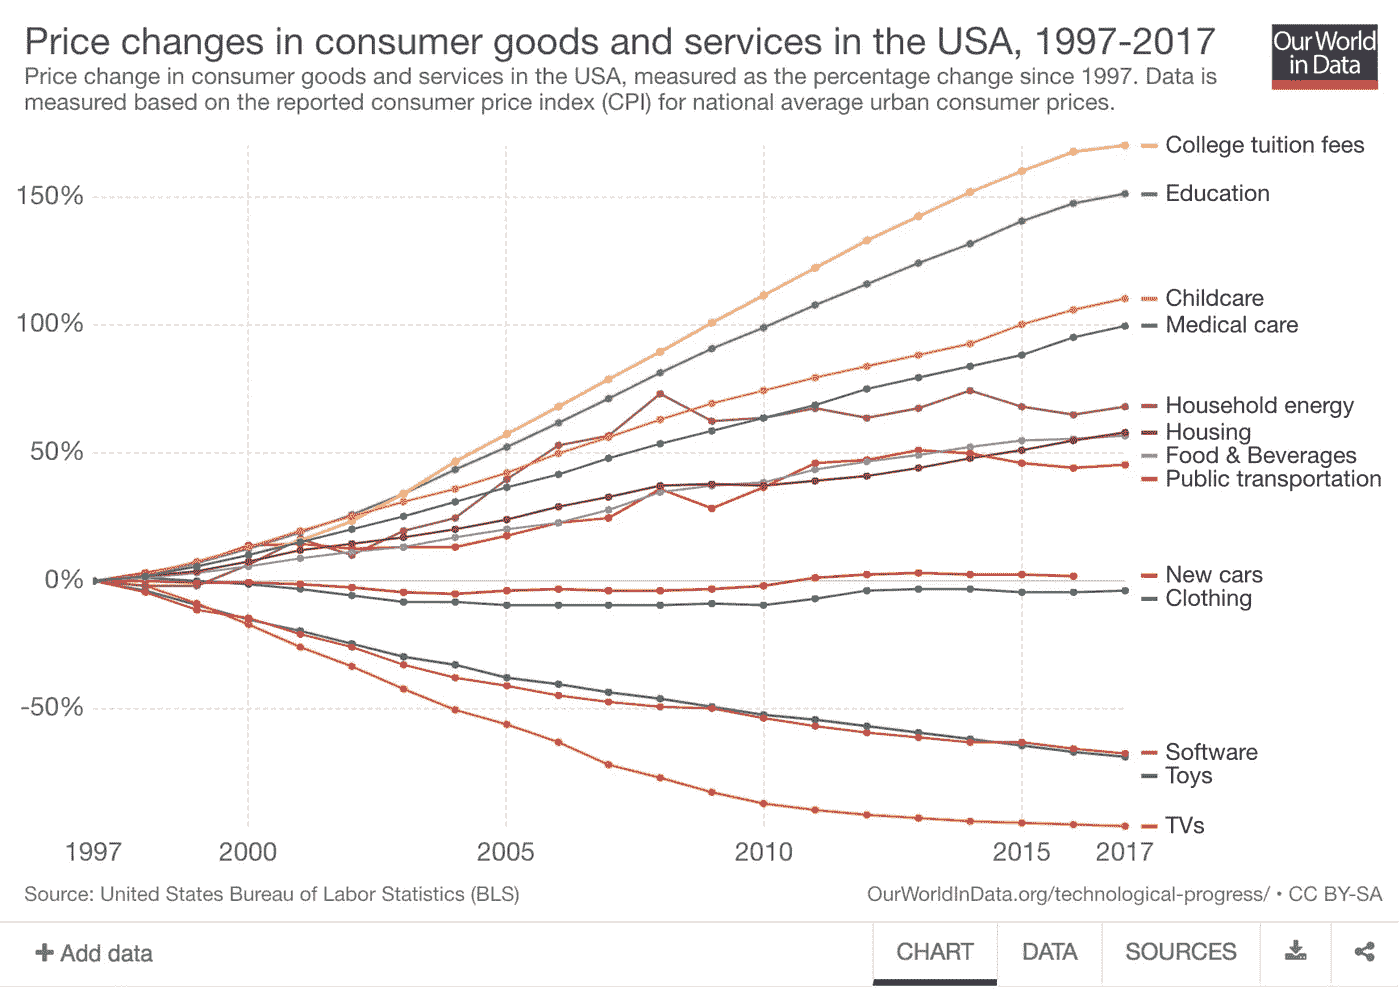 Price changes in consumer goods and services in the USA, 1997-2017
Our World
in Data
Price change in consumer goods and services in the USA, measured as the percentage change since 1997. Data is
measured based on the reported consumer price index (CPI) for national average urban consumer prices.
College tuition fees
150%
Education
Childcare
100%
Medical care
Household energy
Housing
50%
Food & Beverages
Public transportation
0%
New cars
Clothing
-50%
Software
Toys
TVs
1997 2000 2005 2010 2015 2017
Source: United States Bureau of Labor Statistics (BLS)
OurWorldInData.org/technological-progress/ • CC BY-SA
+ Add data
CHART
DATA
SOURCES